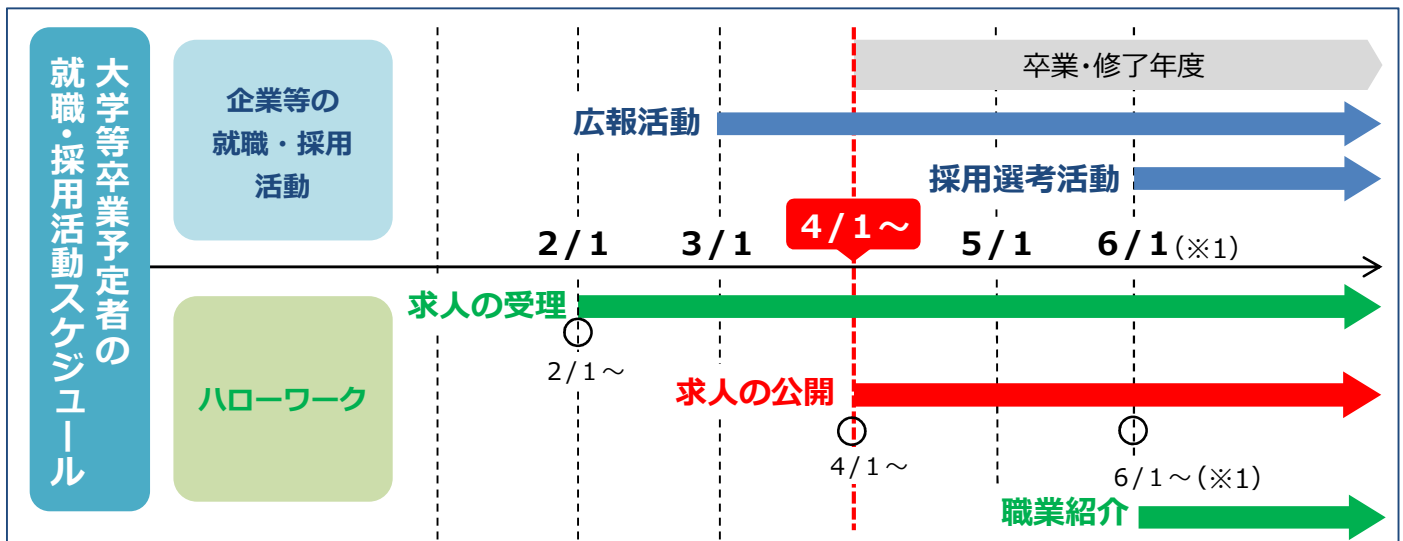 大学等卒業予定者の
就職・採用活動スケジュール
企業等の
就職・採用
活動
卒業・修了年度
広報活動
採用選考活動
2/1
3/1
4/1～
5/1
6/1(※1)
ハローワーク
求人の受理
2/1～
求人の公開
4/1～
6/1～(※1)
職業紹介